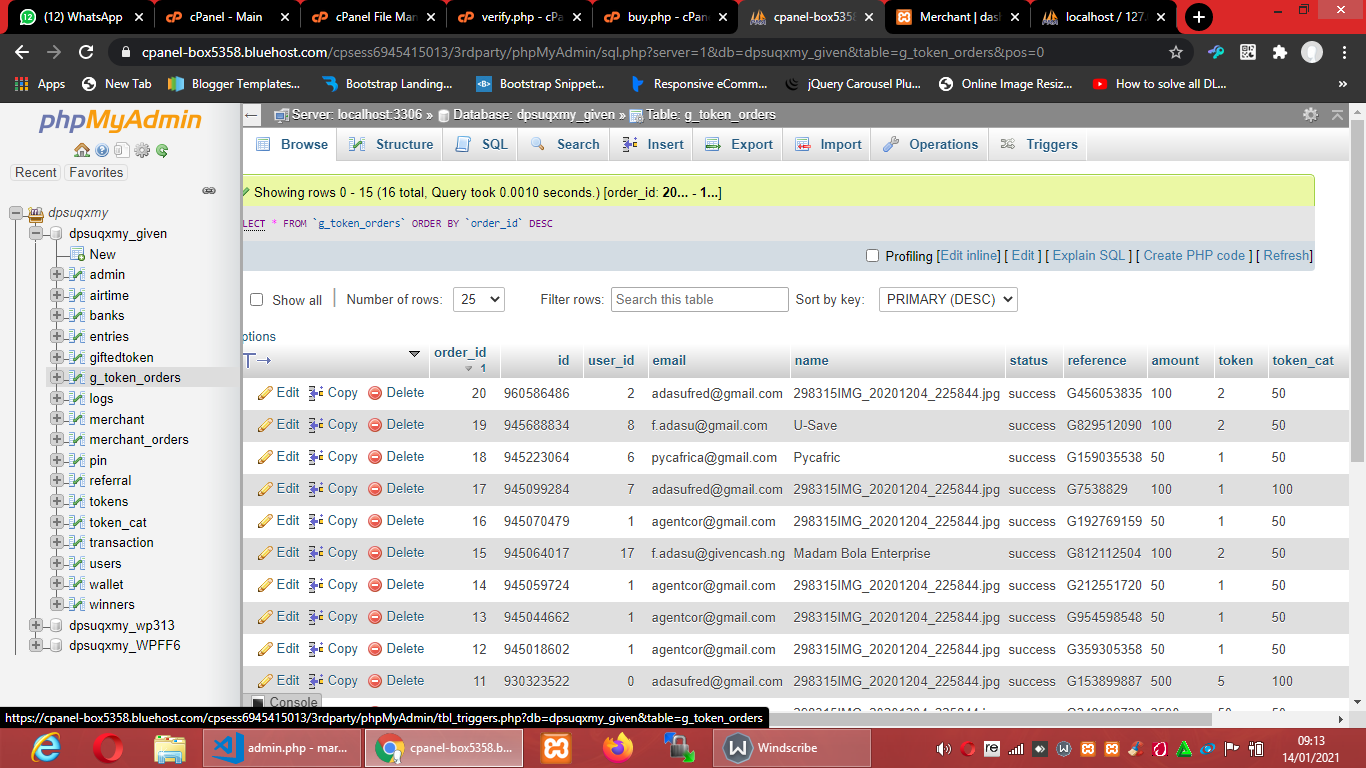 (12) WhatsApp
cPanel - Main
cPanel File Man
verify.php - cPa
buy.php - cPane
cpanel-box5358
Merchant | dash
localhost / 127.
cpanel-box5358.bluehost.com/cpsess6945415013/3rdparty/phpMyAdmin/sql.php?server=1&db=dpsuqxmy_given&table=g_token_orders&pos=0
Apps New Tab Blogger Templates... Bootstrap Landing... Bootstrap Snippet... Responsive eComm... jQuery Carousel Plu... Online Image Resiz... How to solve all DL... »
phpMyAdmin
Recent Favorites
dpsuqxmy
dpsuqxmy_given
New
admin
airtime
banks
entries
giftedtoken
g_token_orders
logs
merchant
merchant_orders
pin
referral
tokens
token_cat
transaction
users
wallet
winners
dpsuqxmy_wp313
dpsuqxmy_WPFF6
Server: localhost:3306 » Database: dpsuqxmy_given » Table: g_token_orders
Browse Structure SQL Search Insert Export Import Operations Triggers
Showing rows 0 - 15 (16 total, Query took 0.0010 seconds.) [order_id: 20... - 1...]
LECT * FROM `g_token_orders` ORDER BY `order_id` DESC
Profiling [Edit inline] [ Edit ] [ Explain SQL ] [ Create PHP code ] [ Refresh]
Show all Number of rows: 25 Filter rows: Search this table Sort by key: PRIMARY (DESC)
otions
order_id 1 id user_id email name status reference amount token token_cat
Edit Copy Delete 20 960586486 2 adasufred@gmail.com 298315IMG_20201204_225844.jpg success G456053835 100 2 50
Edit Copy Delete 19 945688834 8 f.adasu@gmail.com U-Save success G829512090 100 2 50
Edit Copy Delete 18 945223064 6 pycafrica@gmail.com Pycafric success G159035538 50 1 50
Edit Copy Delete 17 945099284 7 adasufred@gmail.com 298315IMG_20201204_225844.jpg success G7538829 100 1 100
Edit Copy Delete 16 945070479 1 agentcor@gmail.com 298315IMG_20201204_225844.jpg success G192769159 50 1 50
Edit Copy Delete 15 945064017 17 f.adasu@givencash.ng Madam Bola Enterprise success G812112504 100 2 50
Edit Copy Delete 14 945059724 1 agentcor@gmail.com 298315IMG_20201204_225844.jpg success G212551720 50 1 50
Edit Copy Delete 13 945044662 1 agentcor@gmail.com 298315IMG_20201204_225844.jpg success G954598548 50 1 50
Edit Copy Delete 12 945018602 1 agentcor@gmail.com 298315IMG_20201204_225844.jpg success G359305358 50 1 50
Edit Copy Delete 11 930323522 0 adasufred@gmail.com 298315IMG_20201204_225844.jpg success G153899887 500 5 100
Console
https://cpanel-box5358.bluehost.com/cpsess6945415013/3rdparty/phpMyAdmin/tbl_triggers.php?db=dpsuqxmy_given&table=g_token_orders
admin.php - mar...
cpanel-box5358.b...
Windscribe
09:13
14/01/2021